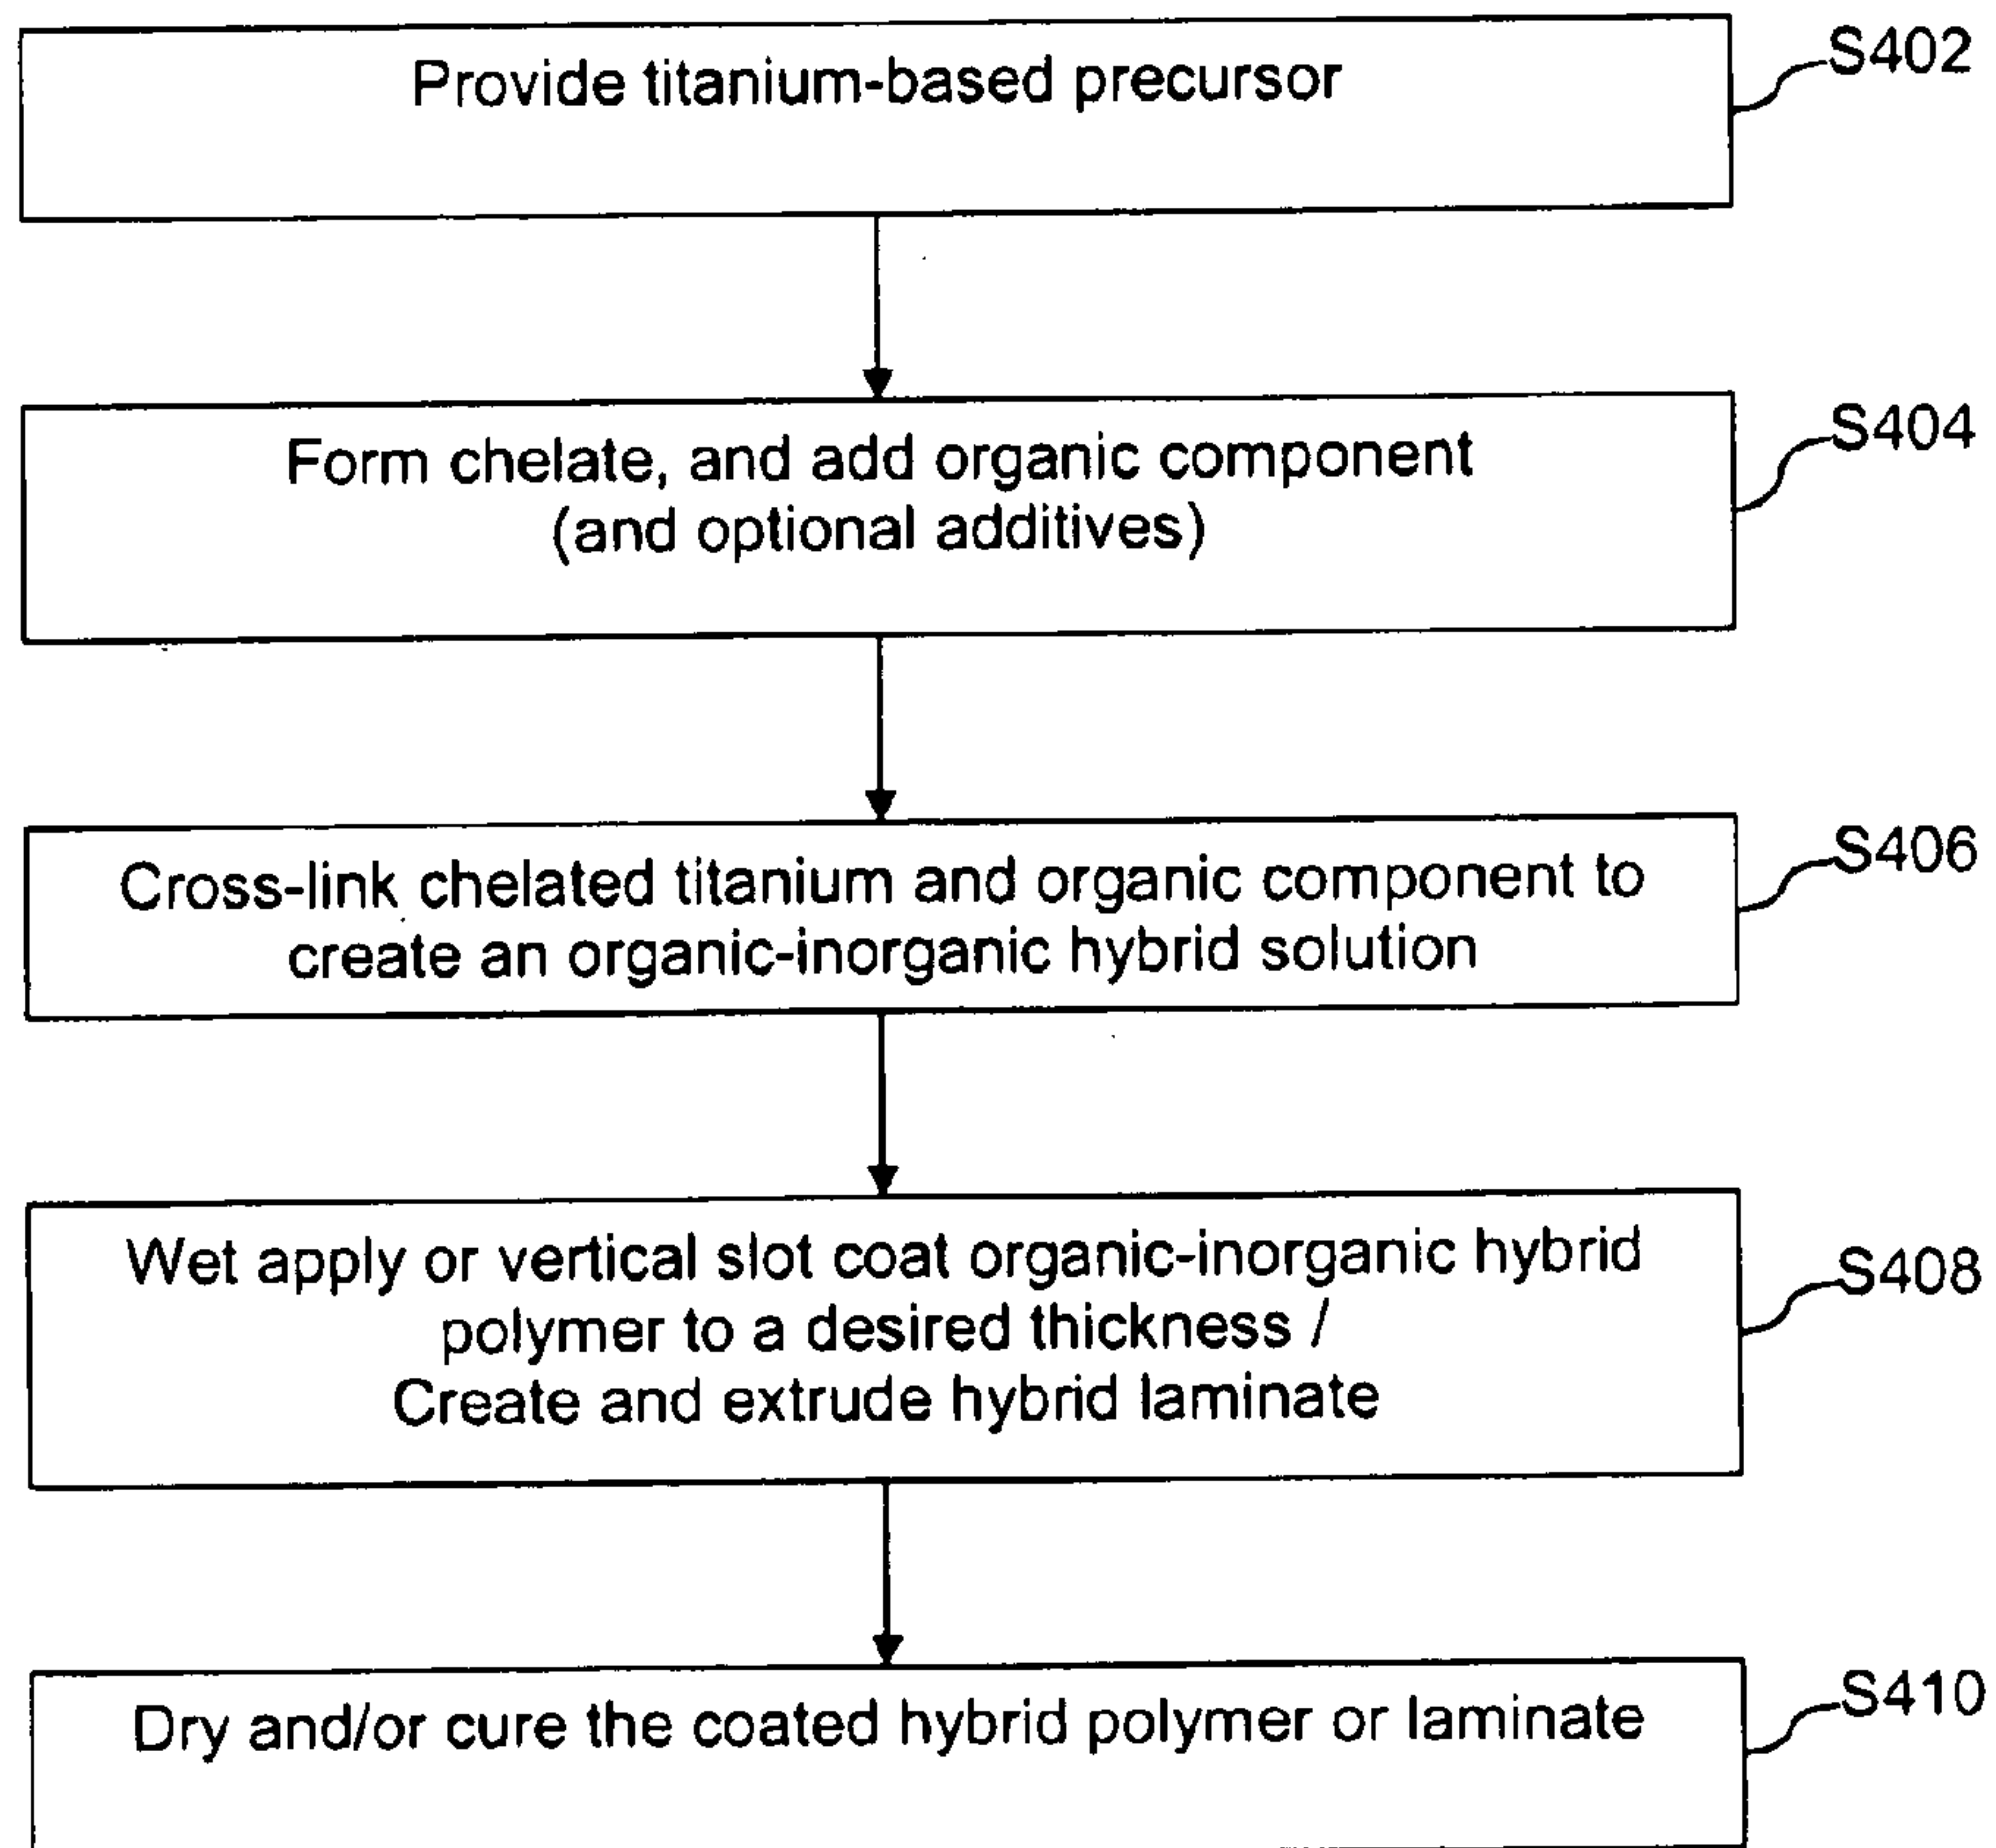 Provide titanium-based precursor
S402
Form chelate, and add organic component
(and optional additives)
S404
Cross-link chelated titanium and organic component to
create an organic-inorganic hybrid solution
S406
Wet apply or vertical slot coat organic-inorganic hybrid
polymer to a desired thickness /
Create and extrude hybrid laminate
S408
Dry and/or cure the coated hybrid polymer or laminate
S410